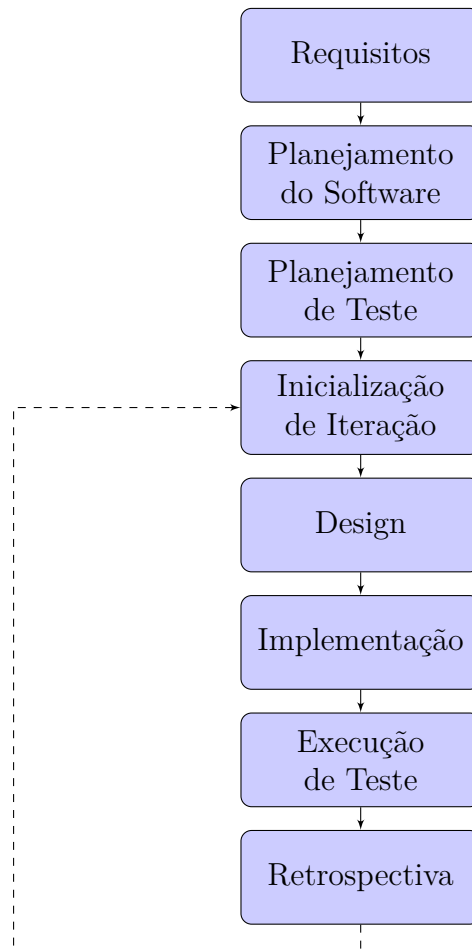 Requisitos
Planejamento
do Software
Planejamento
de Teste
Inicialização
de Iteração
Design
Implementação
Execução
de Teste
Retrospectiva